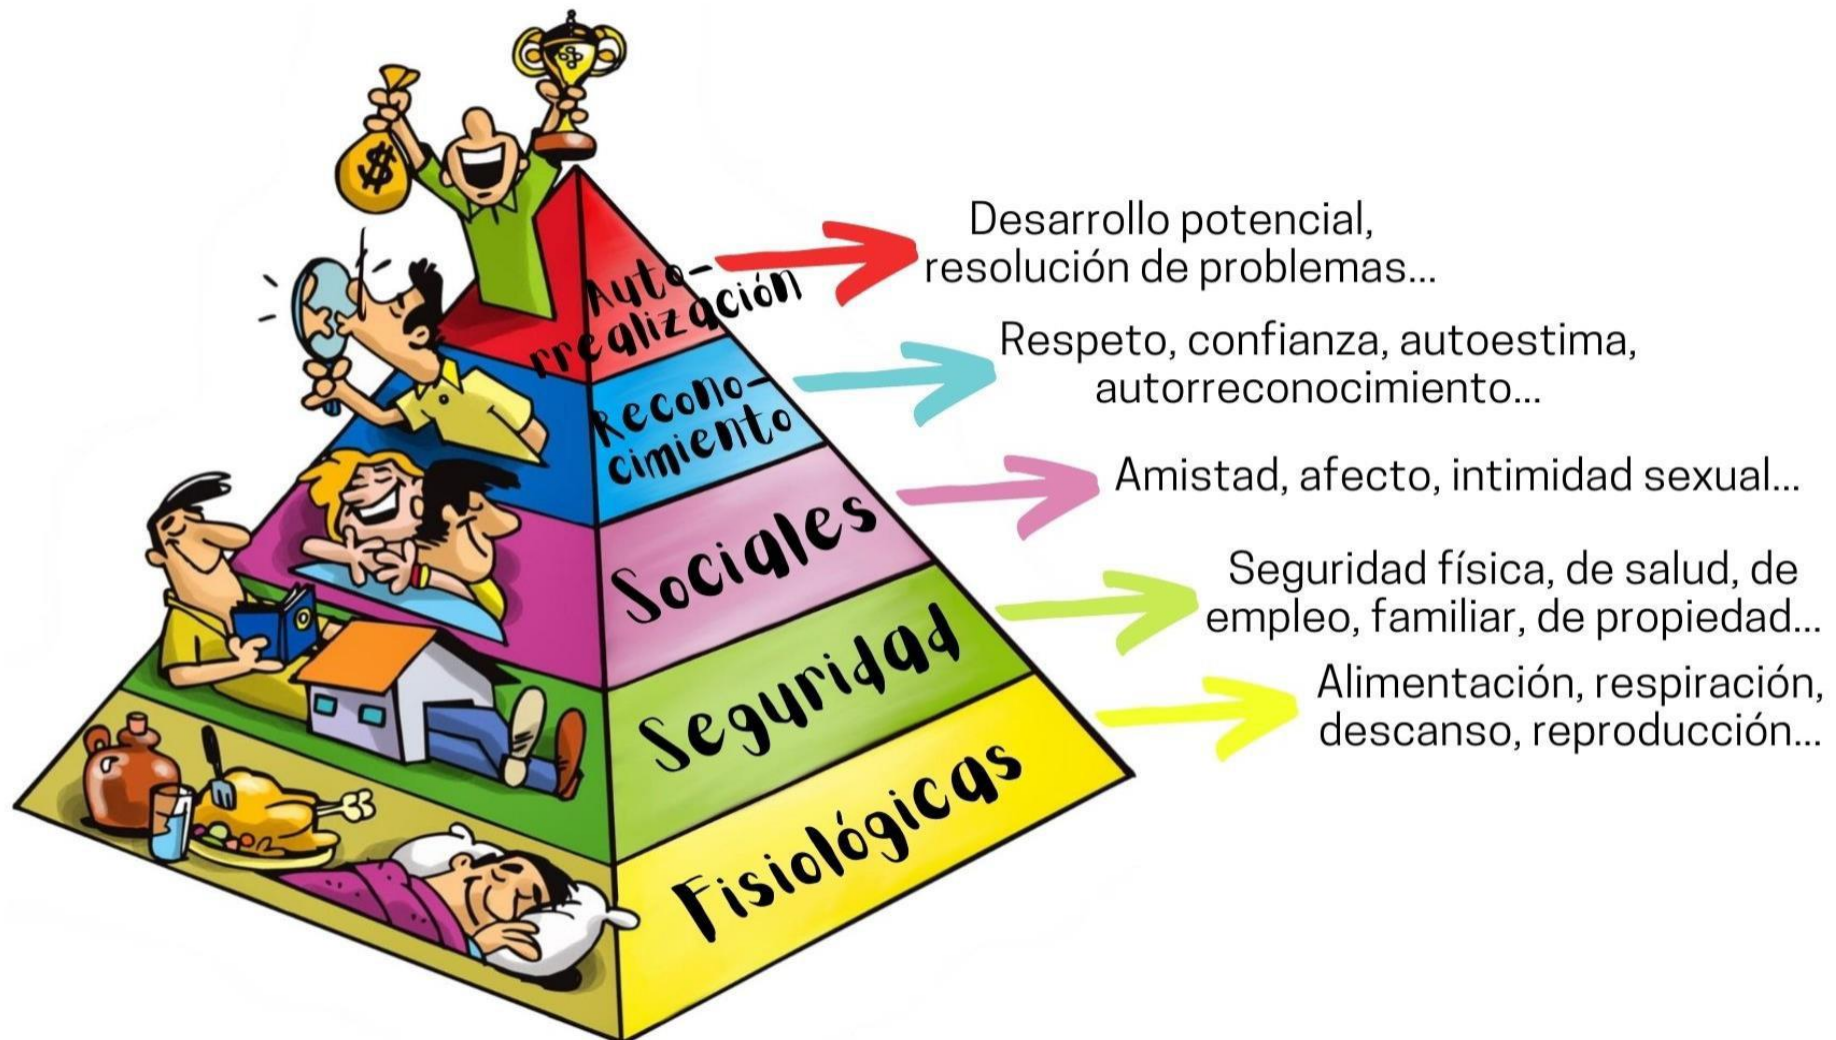 Auto-
rrealización
Desarrollo potencial,
resolución de problemas...
Recono-
cimiento
Respeto, confianza, autoestima,
autorreconocimiento...
Sociales
Amistad, afecto, intimidad sexual...
Seguridad
Seguridad física, de salud, de
empleo, familiar, de propiedad...
Fisiológicas
Alimentación, respiración,
descanso, reproducción...
$